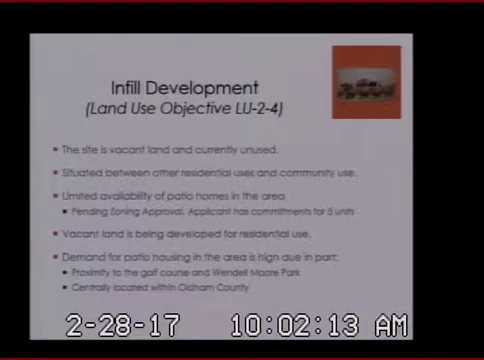 Infill Development
(Land Use Objective LU-2-4)
The site is vacant land and currently unused.
Situated between other residential uses and community use.
Limited availability of patio homes in the area
Pending Zoning Approval, Applicant has commitments for 5 units
Vacant land is being developed for residential use.
Demand for patio housing in the area is high due in part:
Proximity to the golf course and Wendell Moore Park
Centrally located within Oldham County
2-28-17 10:02:13 AM